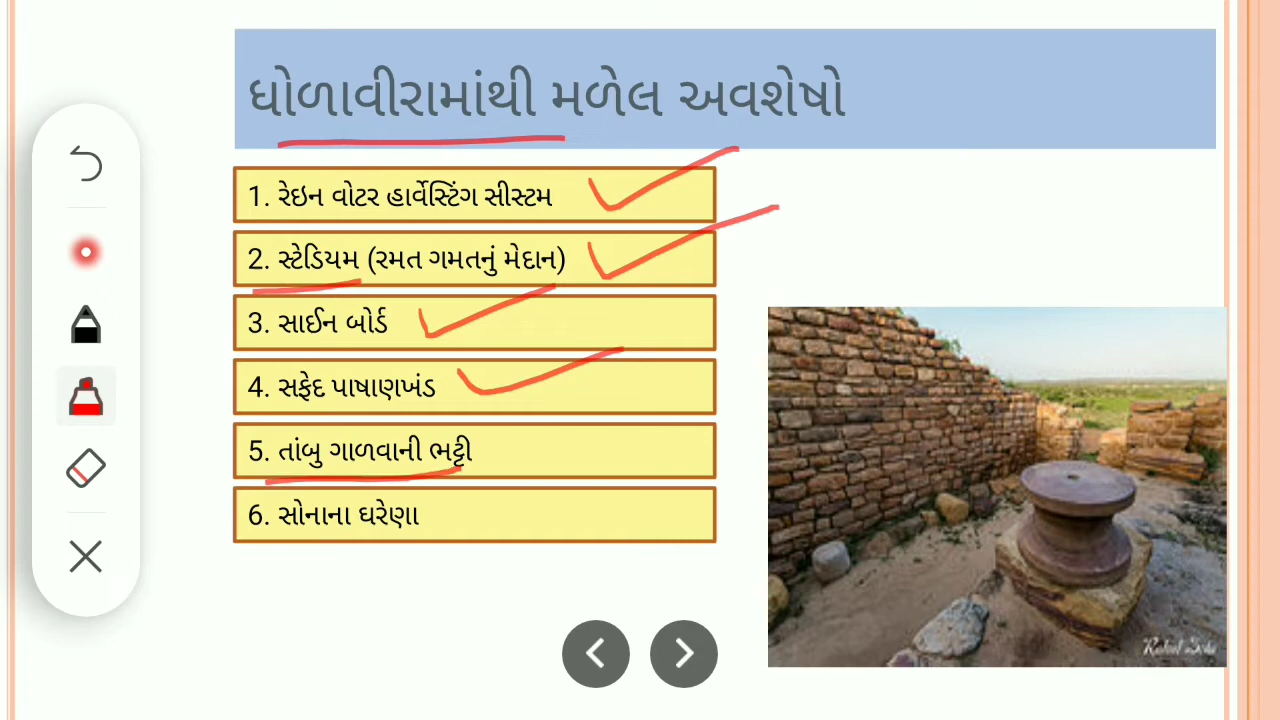 ધોળાવીરામાંથી મળેલ અવશેષો
1. રેઇન વોટર હાર્વેસ્ટિંગ સીસ્ટમ
2. સ્ટેડિયમ (રમત ગમતનું મેદાન)
3. સાઈન બોર્ડ
4. સફેદ પાષાણખંડ
5. તાંબુ ગાળવાની ભટ્ટી
6. સોનાના ઘરેણા